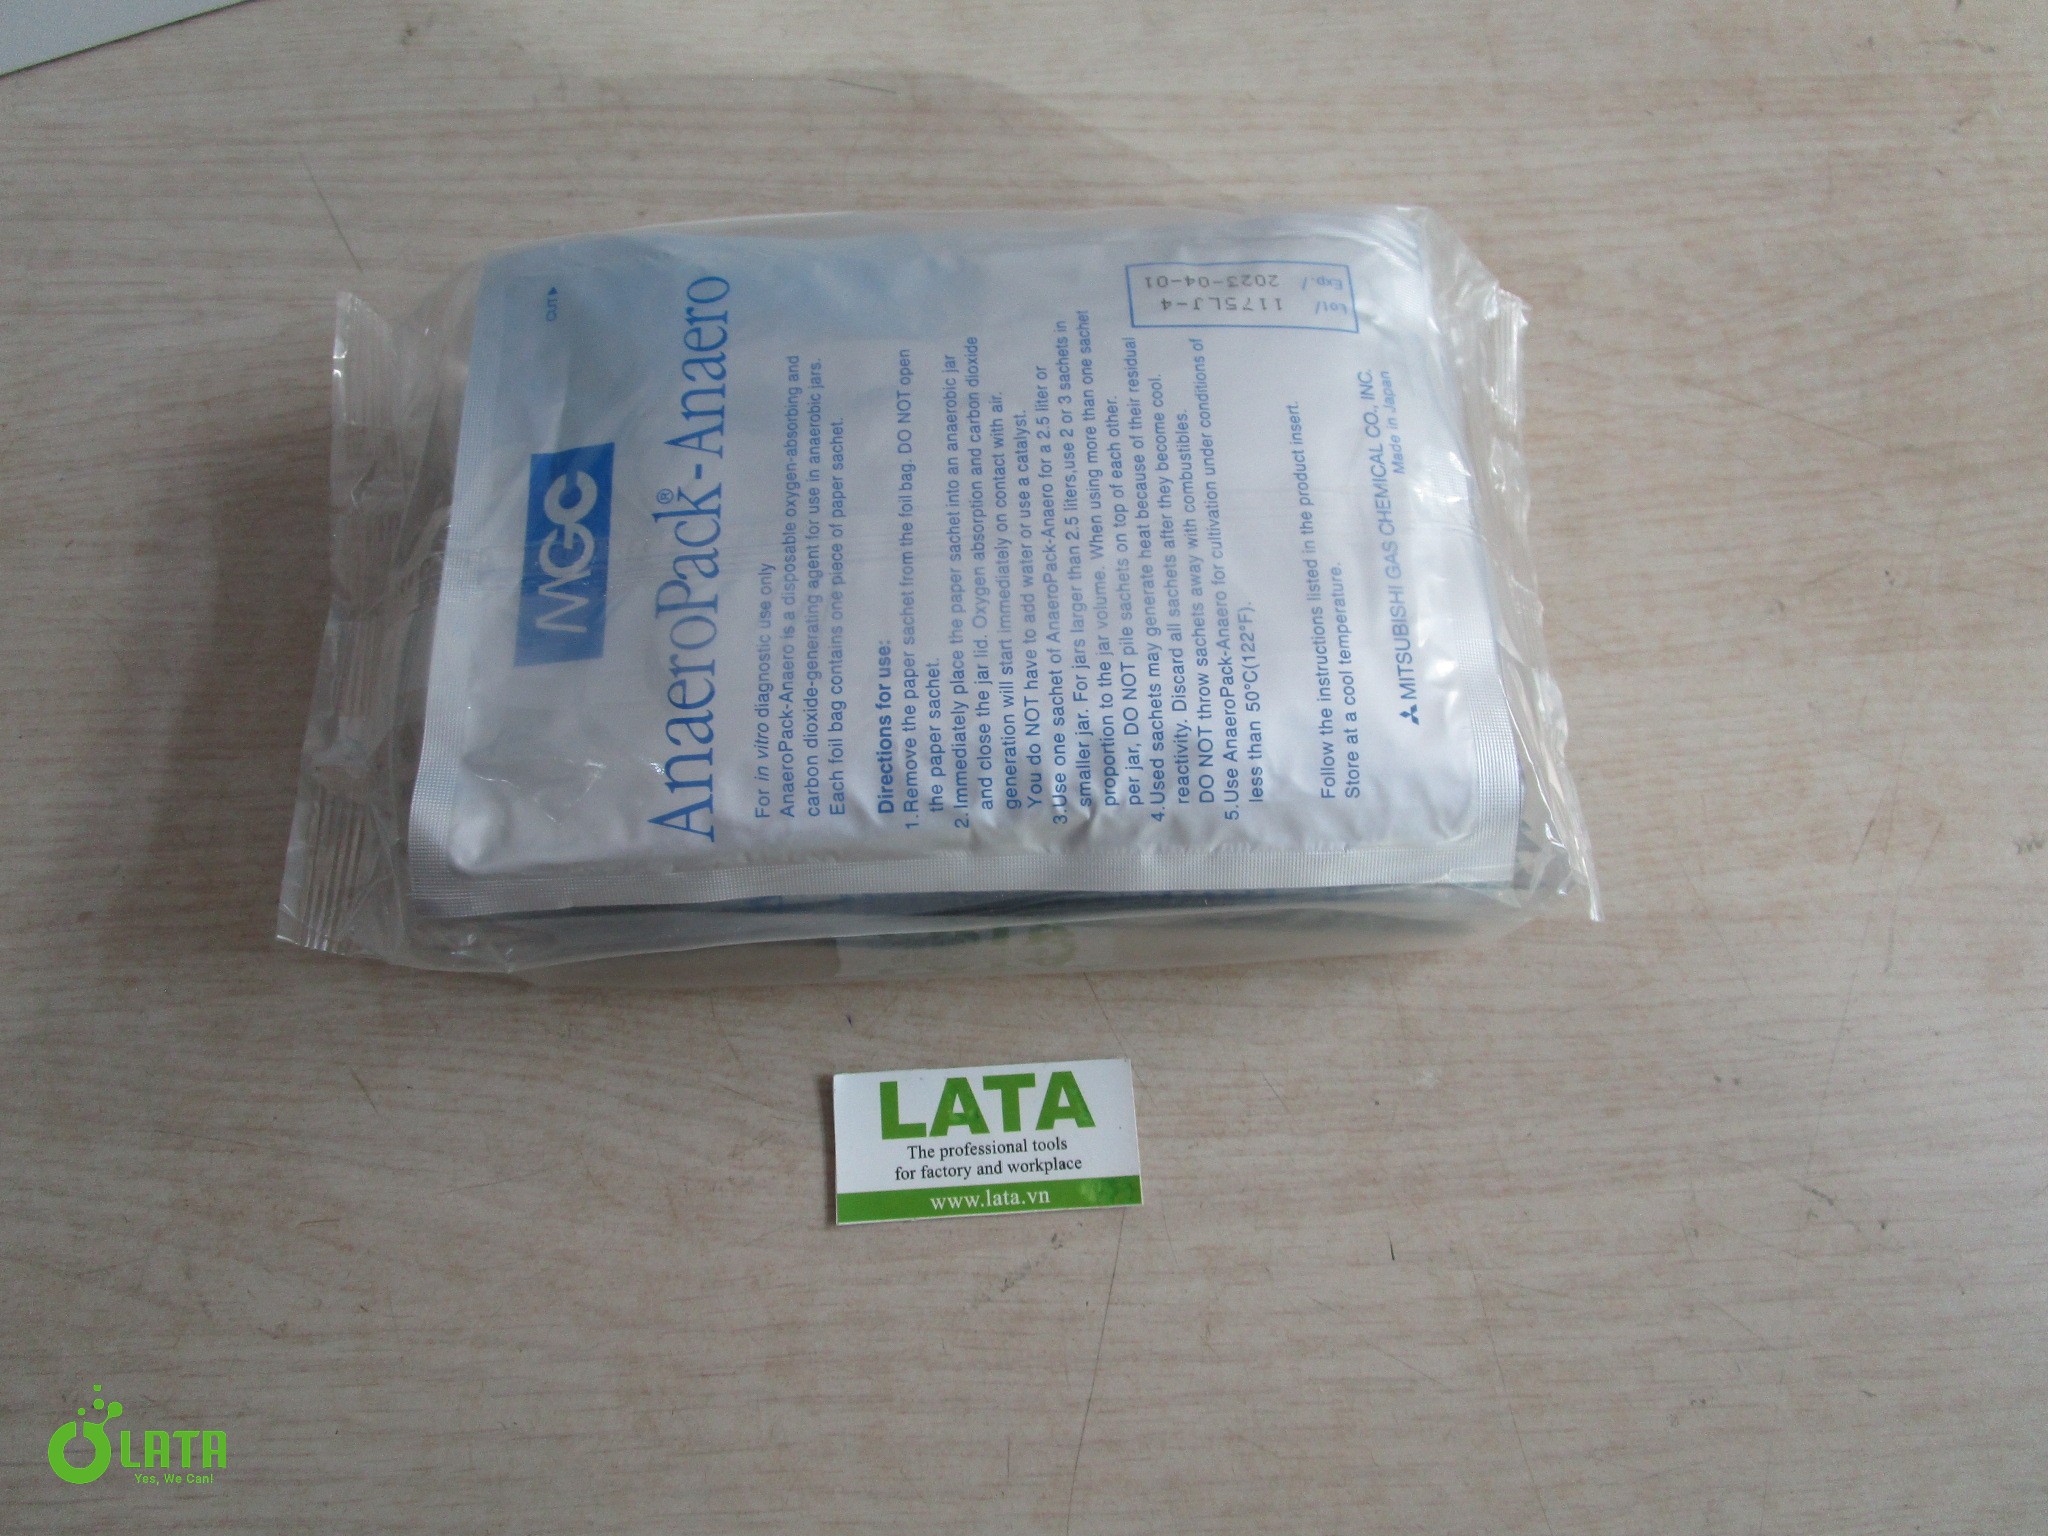 CUT ▶
MGC
AnaeroPack®-Anaero
For in vitro diagnostic use only
AnaeroPack-Anaero is a disposable oxygen-absorbing and
carbon dioxide-generating agent for use in anaerobic jars.
Each foil bag contains one piece of paper sachet.
Directions for use:
1.Remove the paper sachet from the foil bag. DO NOT open
the paper sachet.
2.Immediately place the paper sachet into an anaerobic jar
and close the jar lid. Oxygen absorption and carbon dioxide
generation will start immediately on contact with air.
You do NOT have to add water or use a catalyst.
3.Use one sachet of AnaeroPack-Anaero for a 2.5 liter or
smaller jar. For jars larger than 2.5 liters,use 2 or 3 sachets in
proportion to the jar volume. When using more than one sachet
per jar, DO NOT pile sachets on top of each other.
4.Used sachets may generate heat because of their residual
reactivity. Discard all sachets after they become cool.
DO NOT throw sachets away with combustibles.
5.Use AnaeroPack-Anaero for cultivation under conditions of
less than 50°C(122°F).
Lot/ 1175LJ-4
Exp./ 2023-04-01
Follow the instructions listed in the product insert.
Store at a cool temperature.
MITSUBISHI GAS CHEMICAL CO., INC.
Made in Japan
LATA
The professional tools
for factory and workplace
www.lata.vn
LATA
Yes, We Can!